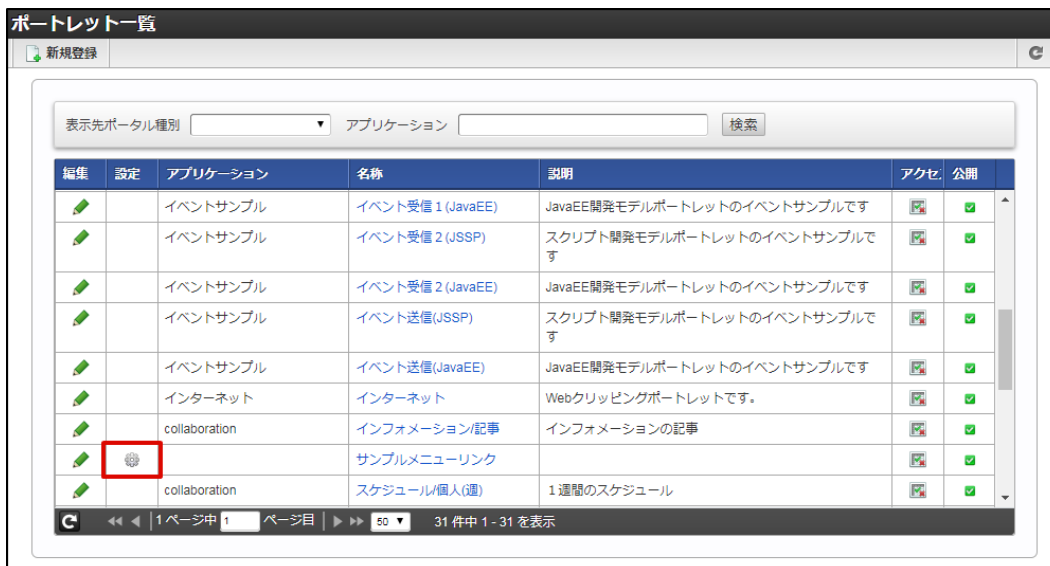 ポートレット一覧
新規登録
表示先ポータル種別 アプリケーション 検索
編集 設定 アプリケーション 名称 説明 アクセ. 公開
イベントサンプル イベント受信１(JavaEE) JavaEE開発モデルポートレットのイベントサンプルです
イベントサンプル イベント受信２(JSSP) スクリプト開発モデルポートレットのイベントサンプルで
す
イベントサンプル イベント受信２(JavaEE) JavaEE開発モデルポートレットのイベントサンプルです
イベントサンプル イベント送信(JSSP) スクリプト開発モデルポートレットのイベントサンプルで
す
イベントサンプル イベント送信(JavaEE) JavaEE開発モデルポートレットのイベントサンプルです
インターネット インターネット Webクリッピングポートレットです。
collaboration インフォメーション/記事 インフォメーションの記事
サンプルメニューリンク
collaboration スケジュール/個人(週) １週間のスケジュール
1ページ中 1 ページ目 50 31 件中 1 - 31 を表示